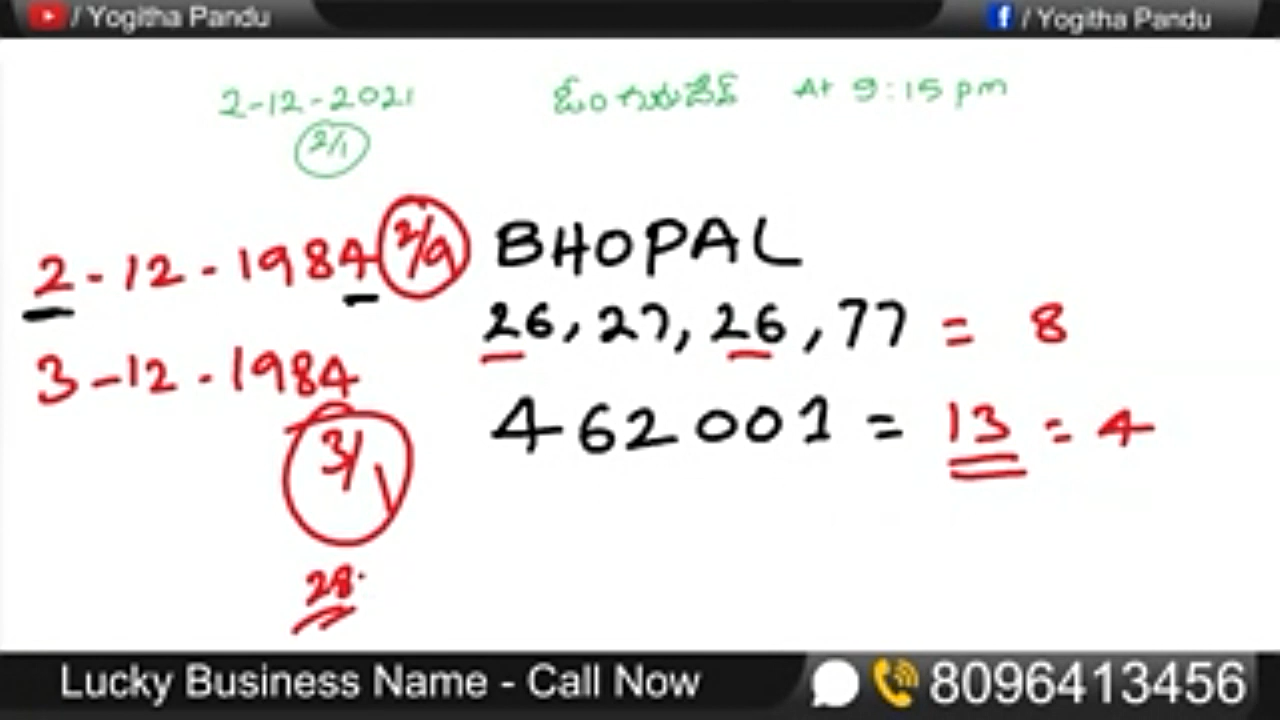 / Yogitha Pandu
f / Yogitha Pandu
2-12-2021 ఓం గురుదేవ్ At 9:15 pm
2/1
2-12-1984 2/9 BHOPAL
26, 27, 26, 77 = 8
3-12-1984
462001 = 13 = 4
3/1
28.
Lucky Business Name - Call Now 8096413456